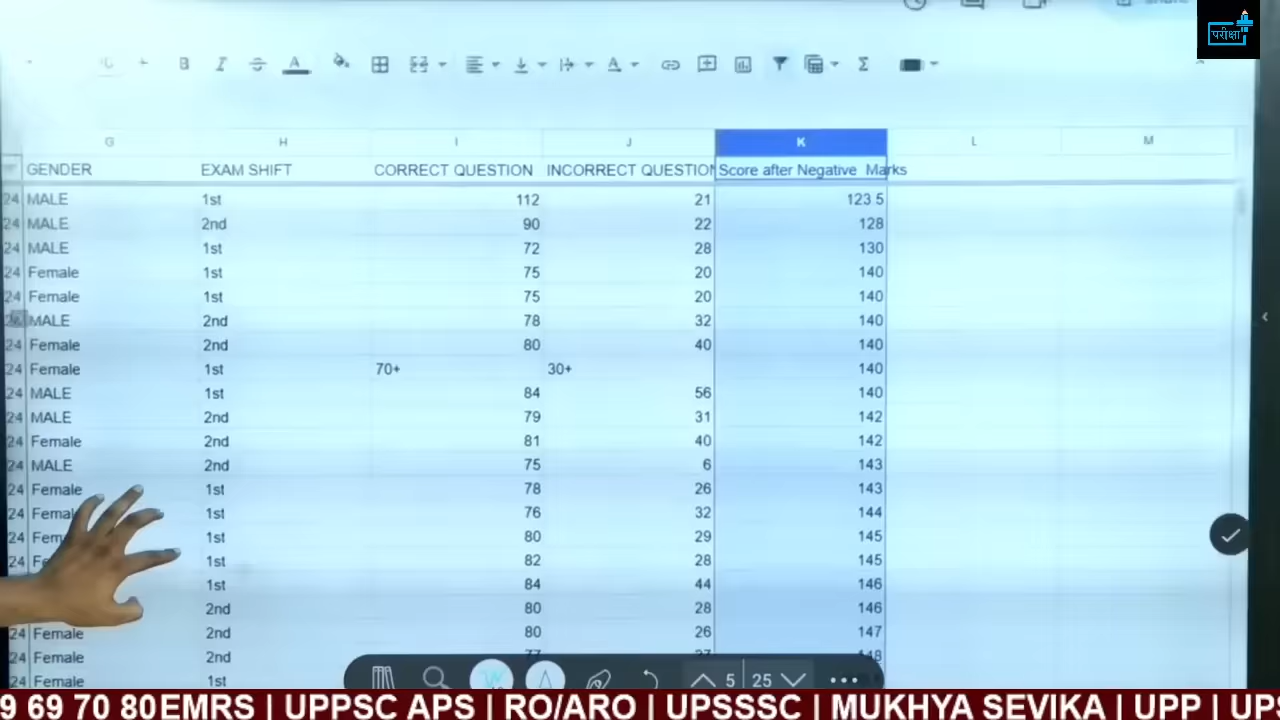 परीक्षा
G H I J K L M
GENDER EXAM SHIFT CORRECT QUESTION INCORRECT QUESTION Score after Negative Marks
24 MALE 1st 112 21 123 5
24 MALE 2nd 90 22 128
24 MALE 1st 72 28 130
24 Female 1st 75 20 140
24 Female 1st 75 20 140
MALE 2nd 78 32 140
24 Female 2nd 80 40 140
24 Female 1st 70+ 30+ 140
24 MALE 1st 84 56 140
24 MALE 2nd 79 31 142
24 Female 2nd 81 40 142
24 MALE 2nd 75 6 143
24 Female 1st 78 26 143
24 Femal 1st 76 32 144
24 Fem 1st 80 29 145
24 Fe 1st 82 28 145
1st 84 44 146
2nd 80 28 146
24 Female 2nd 80 26 147
24 Female 2nd 148
24 Female 1st
5 25
9 69 70 80 EMRS | UPPSC APS | RO/ARO | UPSSSC | MUKHYA SEVIKA | UPP | UPS